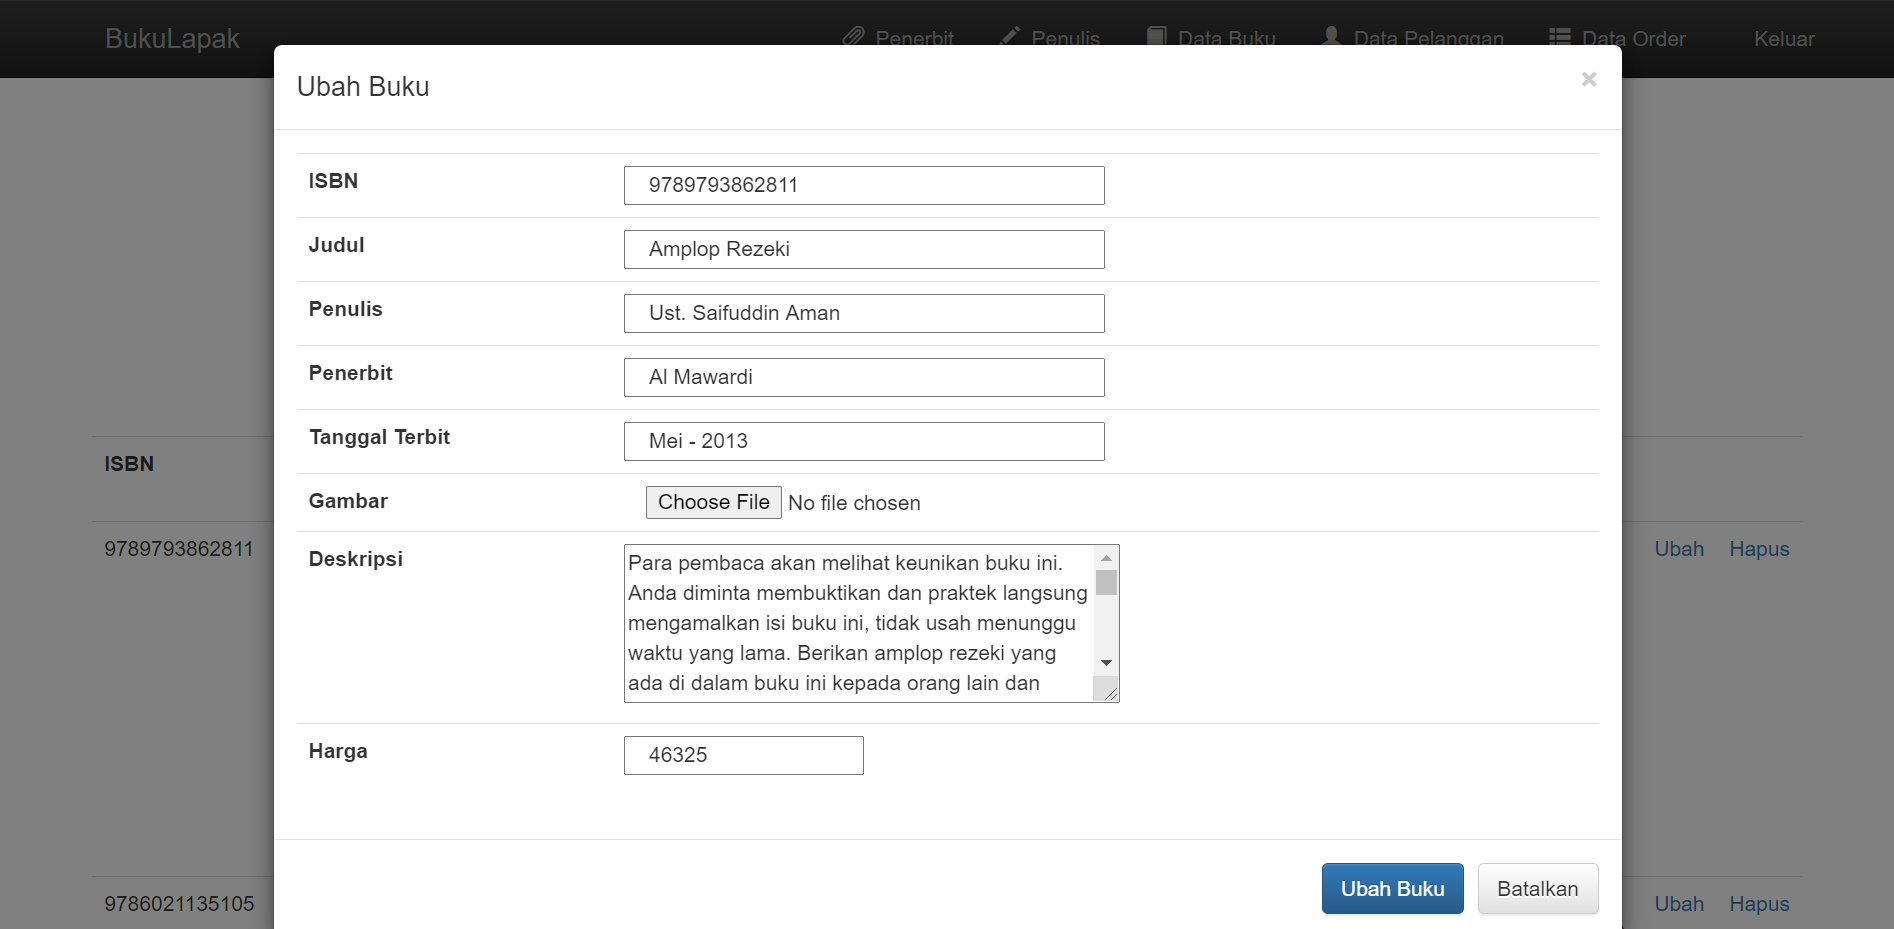 BukuLapak
Penerbit
Penulis
Data Buku
Data Pelanggan
Data Order
Keluar
Ubah Buku
×
ISBN
9789793862811
Judul
Amplop Rezeki
Penulis
Ust. Saifuddin Aman
Penerbit
Al Mawardi
Tanggal Terbit
Mei - 2013
Gambar
Choose File No file chosen
Deskripsi
Para pembaca akan melihat keunikan buku ini.
Anda diminta membuktikan dan praktek langsung
mengamalkan isi buku ini, tidak usah menunggu
waktu yang lama. Berikan amplop rezeki yang
ada di dalam buku ini kepada orang lain dan
Harga
46325
Ubah Buku
Batalkan
ISBN
9789793862811
Ubah
Hapus
9786021135105
Ubah
Hapus